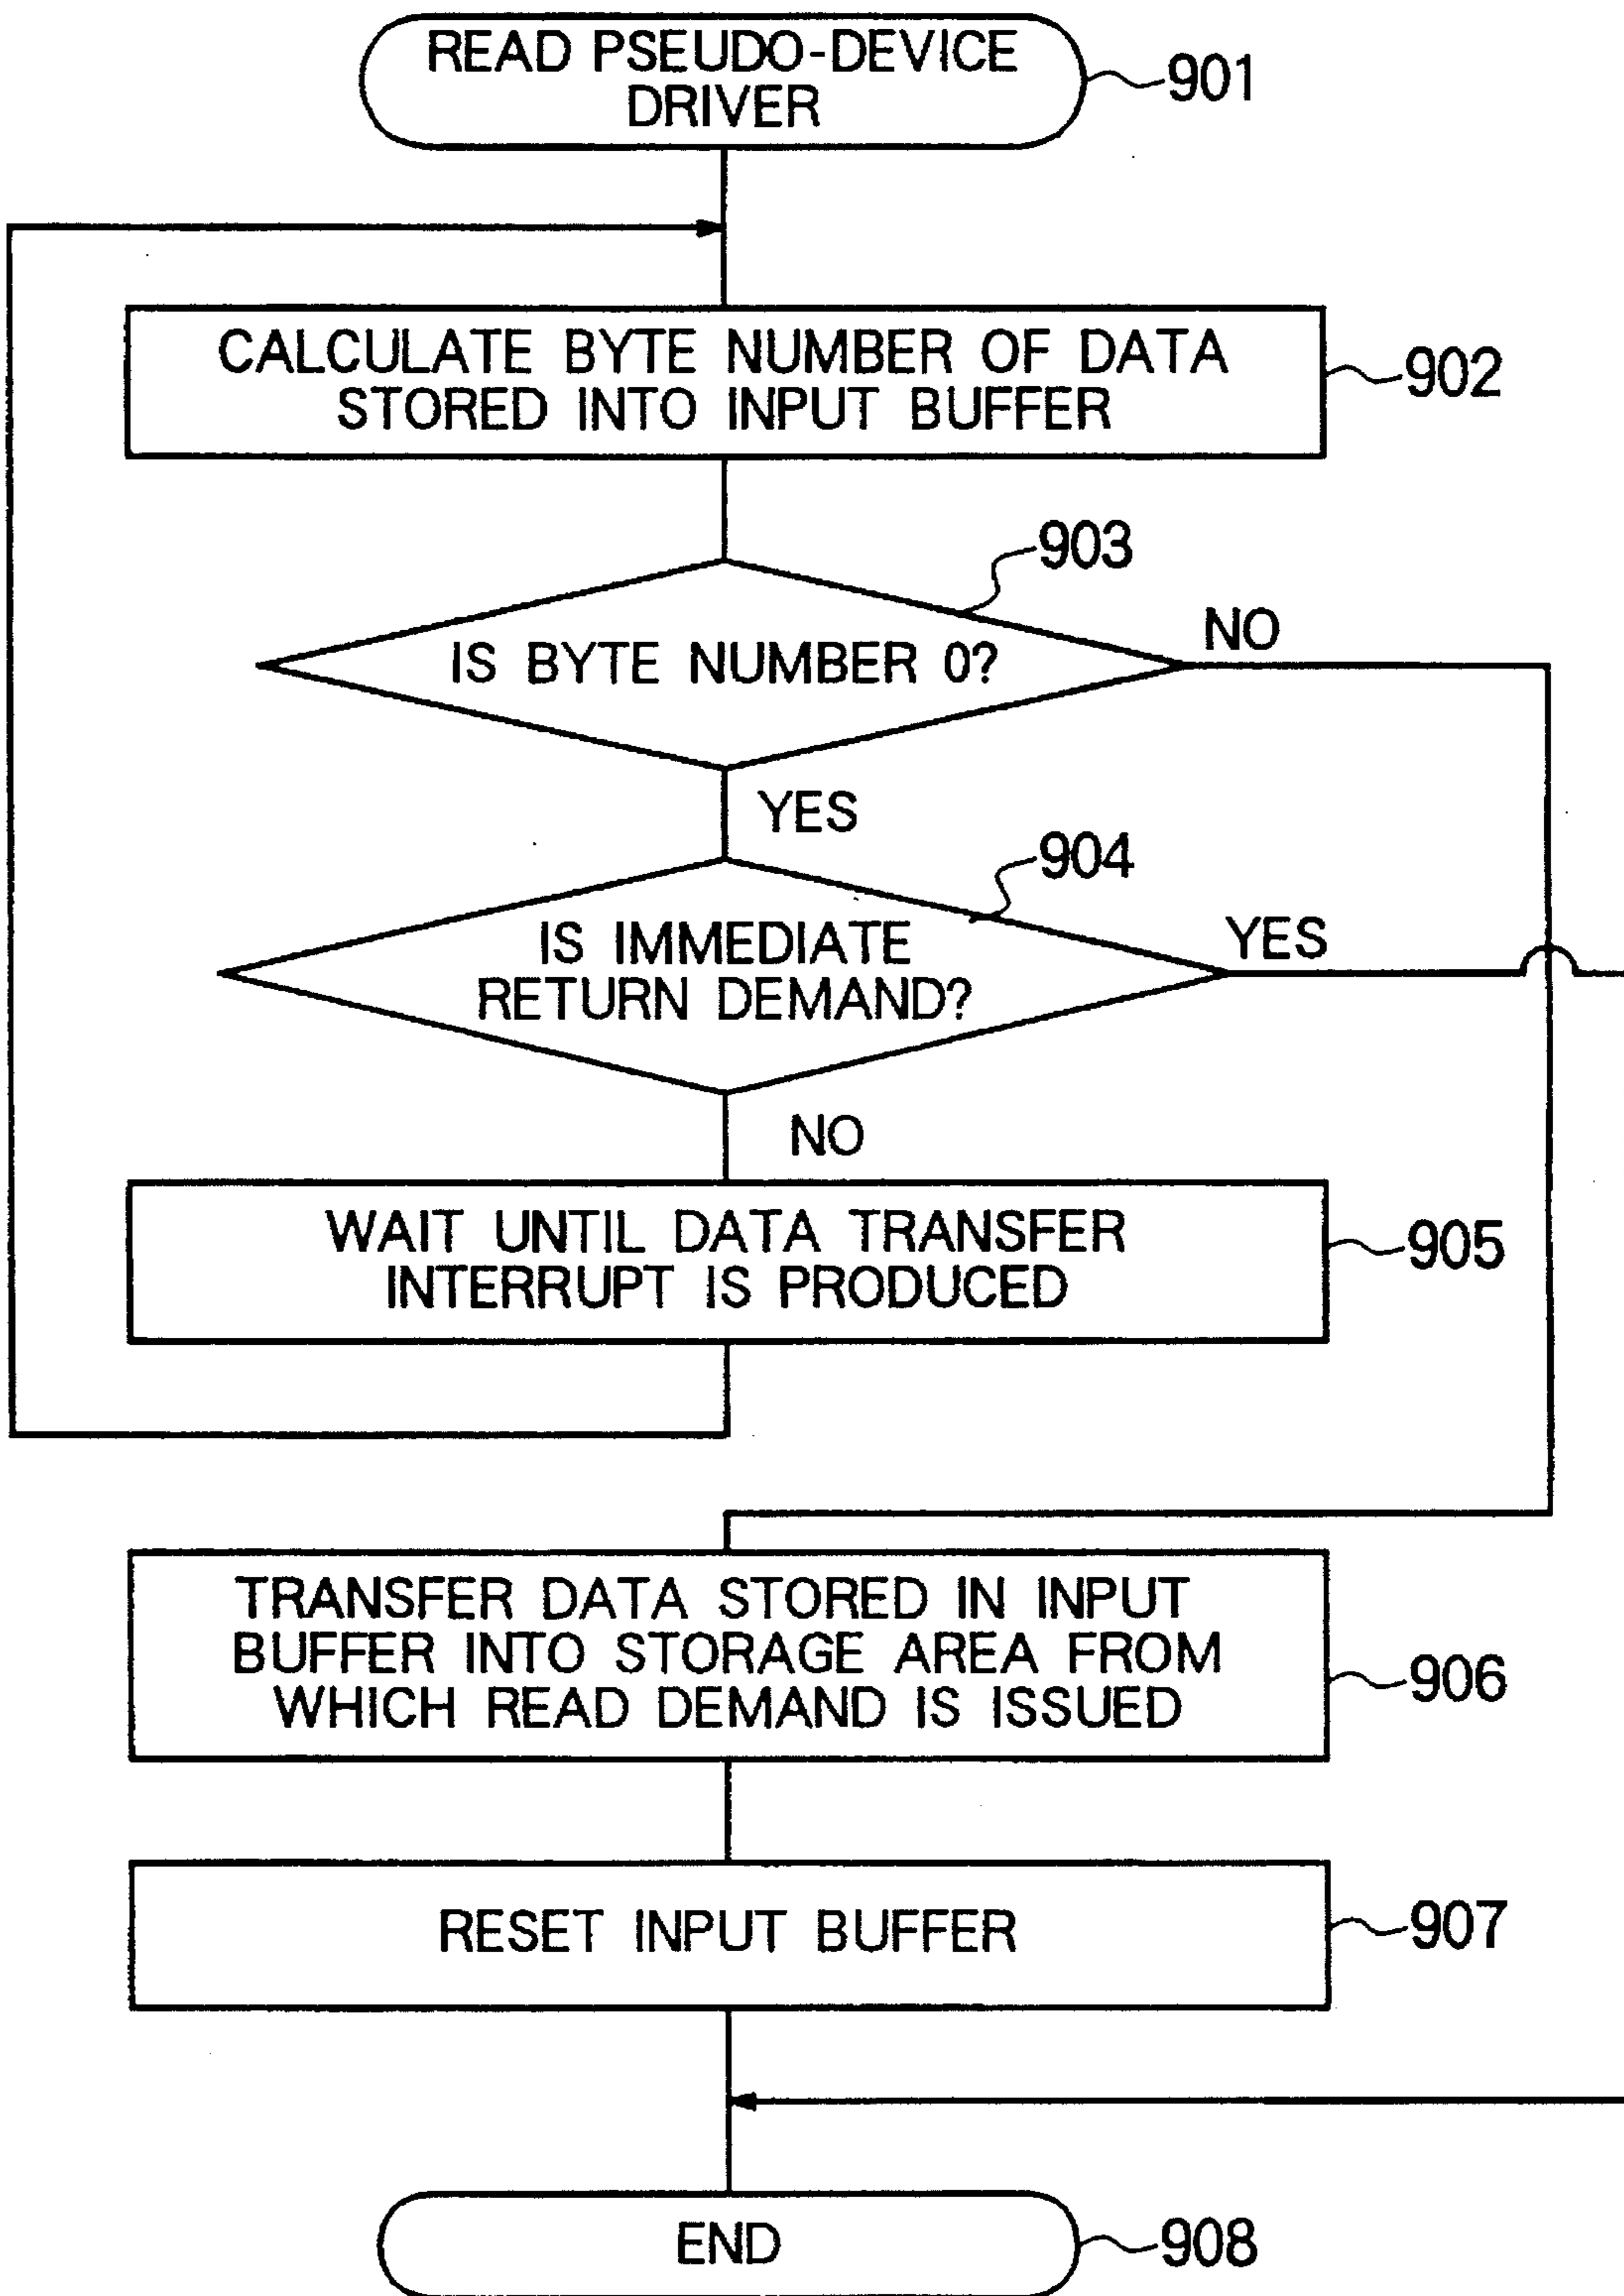 READ PSEUDO-DEVICE
DRIVER
901
CALCULATE BYTE NUMBER OF DATA
STORED INTO INPUT BUFFER
902
903
IS BYTE NUMBER 0?
NO
YES
904
IS IMMEDIATE
RETURN DEMAND?
YES
NO
WAIT UNTIL DATA TRANSFER
INTERRUPT IS PRODUCED
905
TRANSFER DATA STORED IN INPUT
BUFFER INTO STORAGE AREA FROM
WHICH READ DEMAND IS ISSUED
906
RESET INPUT BUFFER
907
END
908